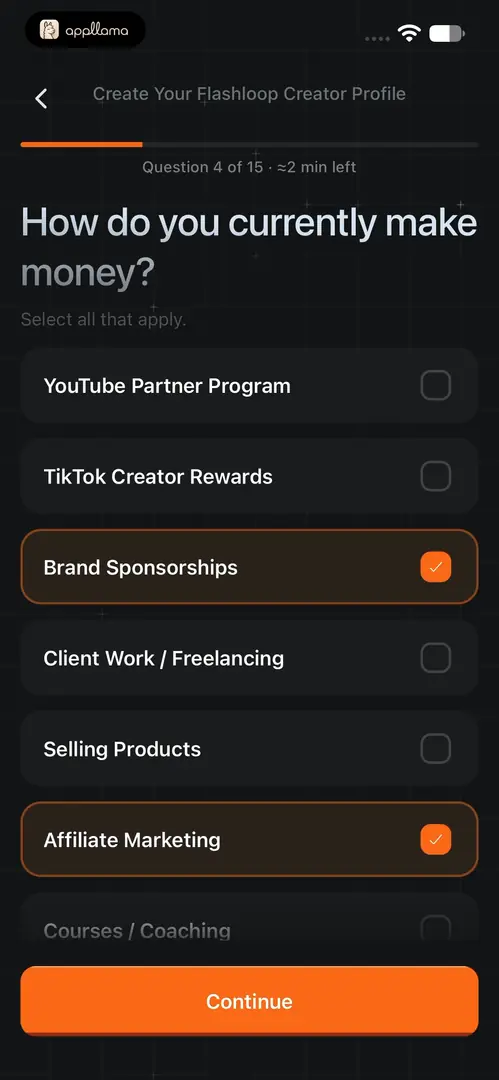 appllama
Create Your Flashloop Creator Profile
Question 4 of 15 · ≈2 min left
How do you currently make
money?
Select all that apply.
YouTube Partner Program
TikTok Creator Rewards
Brand Sponsorships
Client Work / Freelancing
Selling Products
Affiliate Marketing
Courses / Coaching
Continue